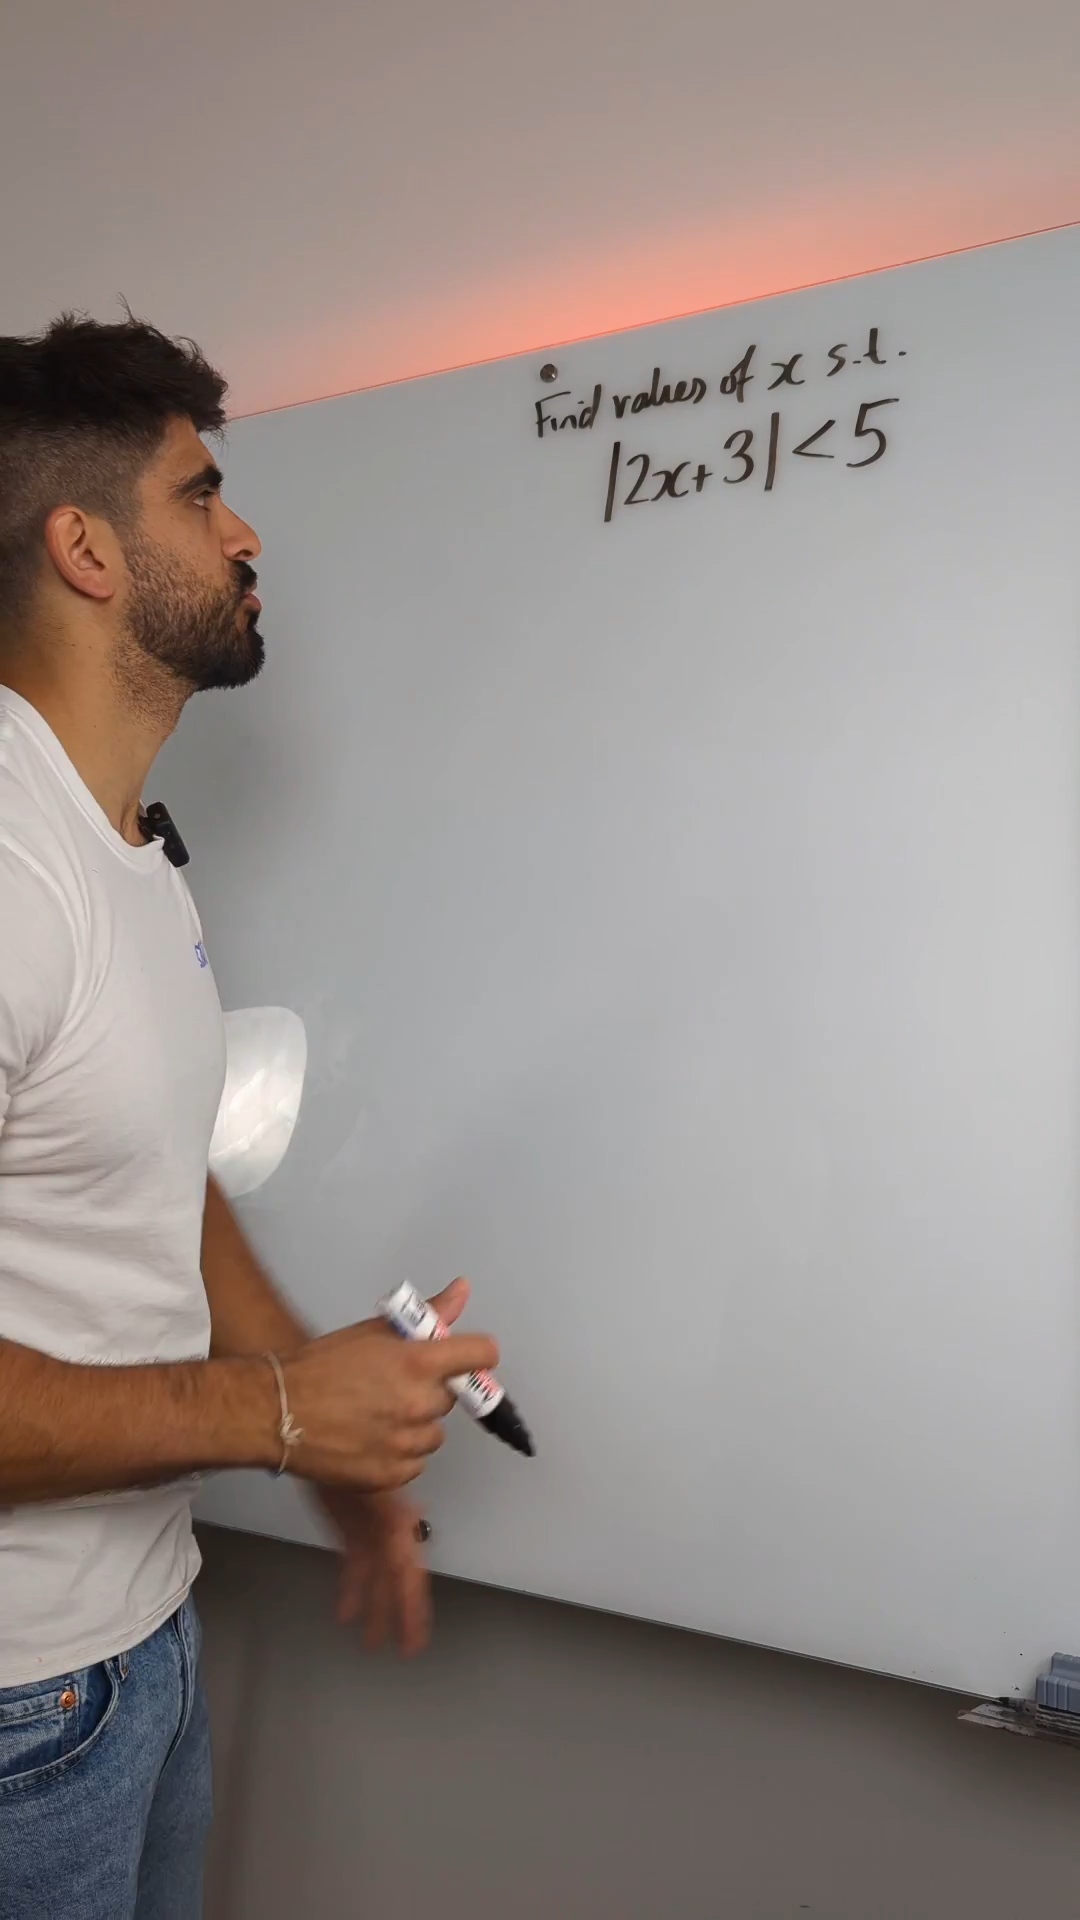 Find values of x s.t.
|2x+3|<5